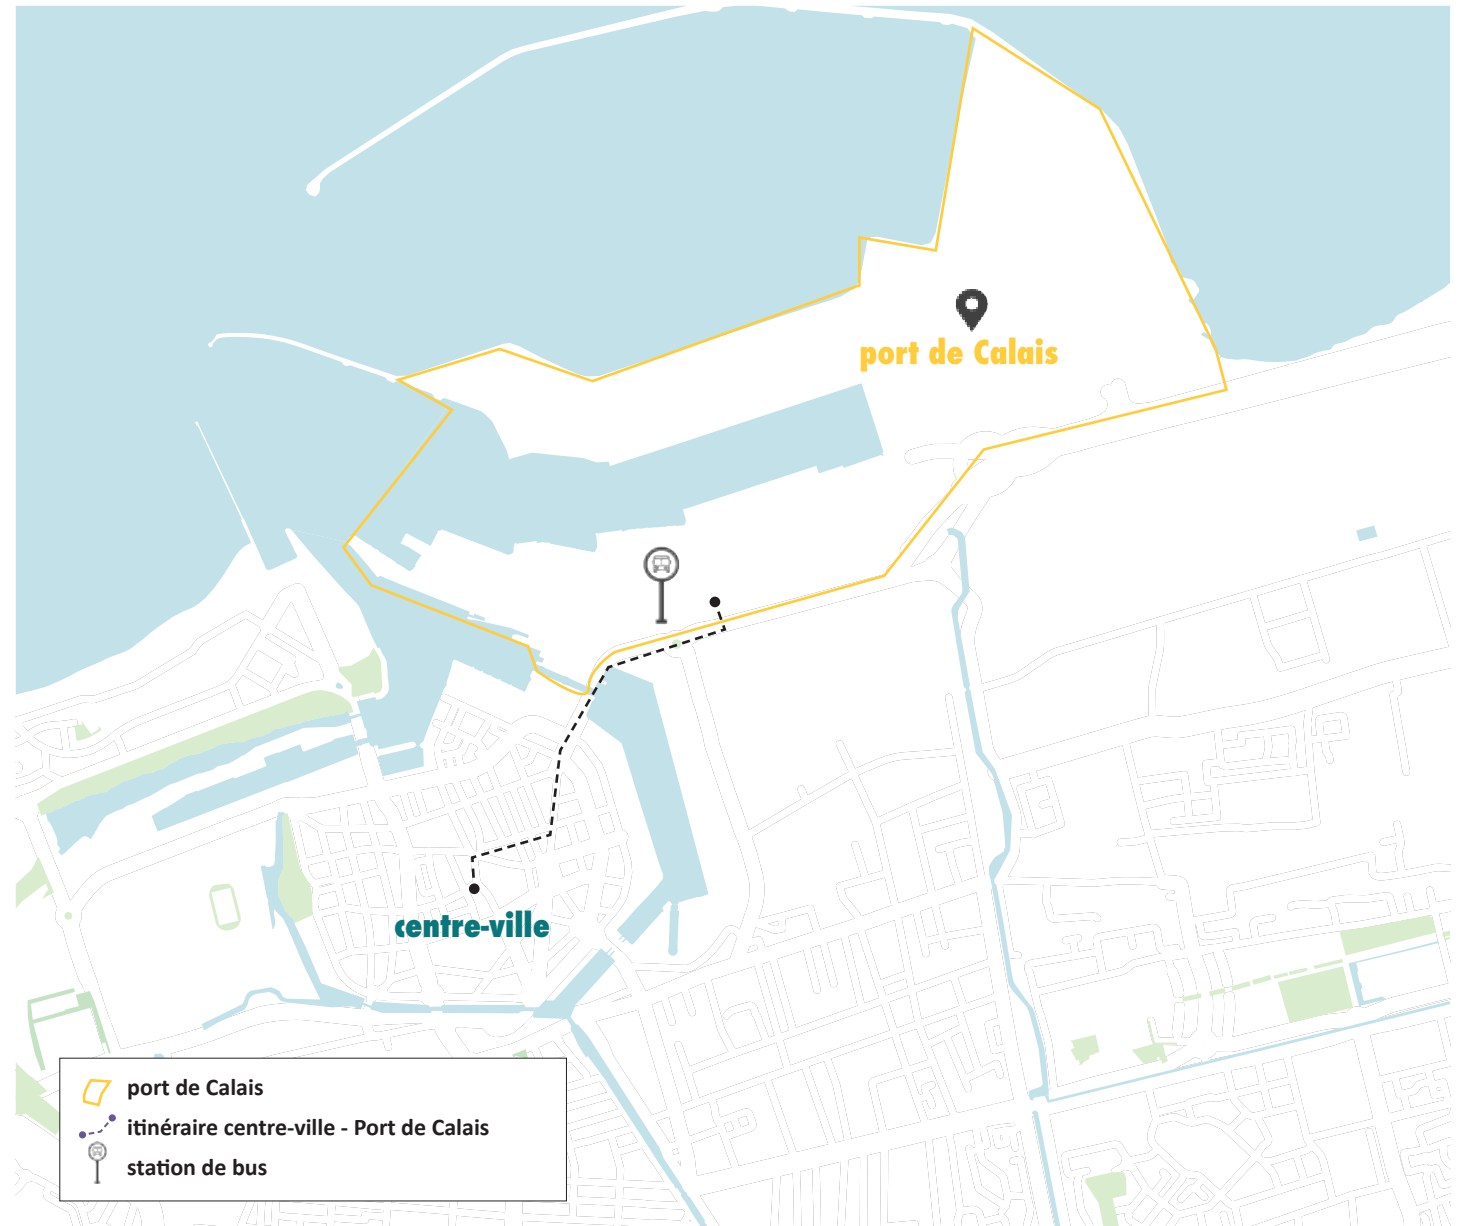 port de Calais
centre-ville
port de Calais
itinéraire centre-ville - Port de Calais
station de bus